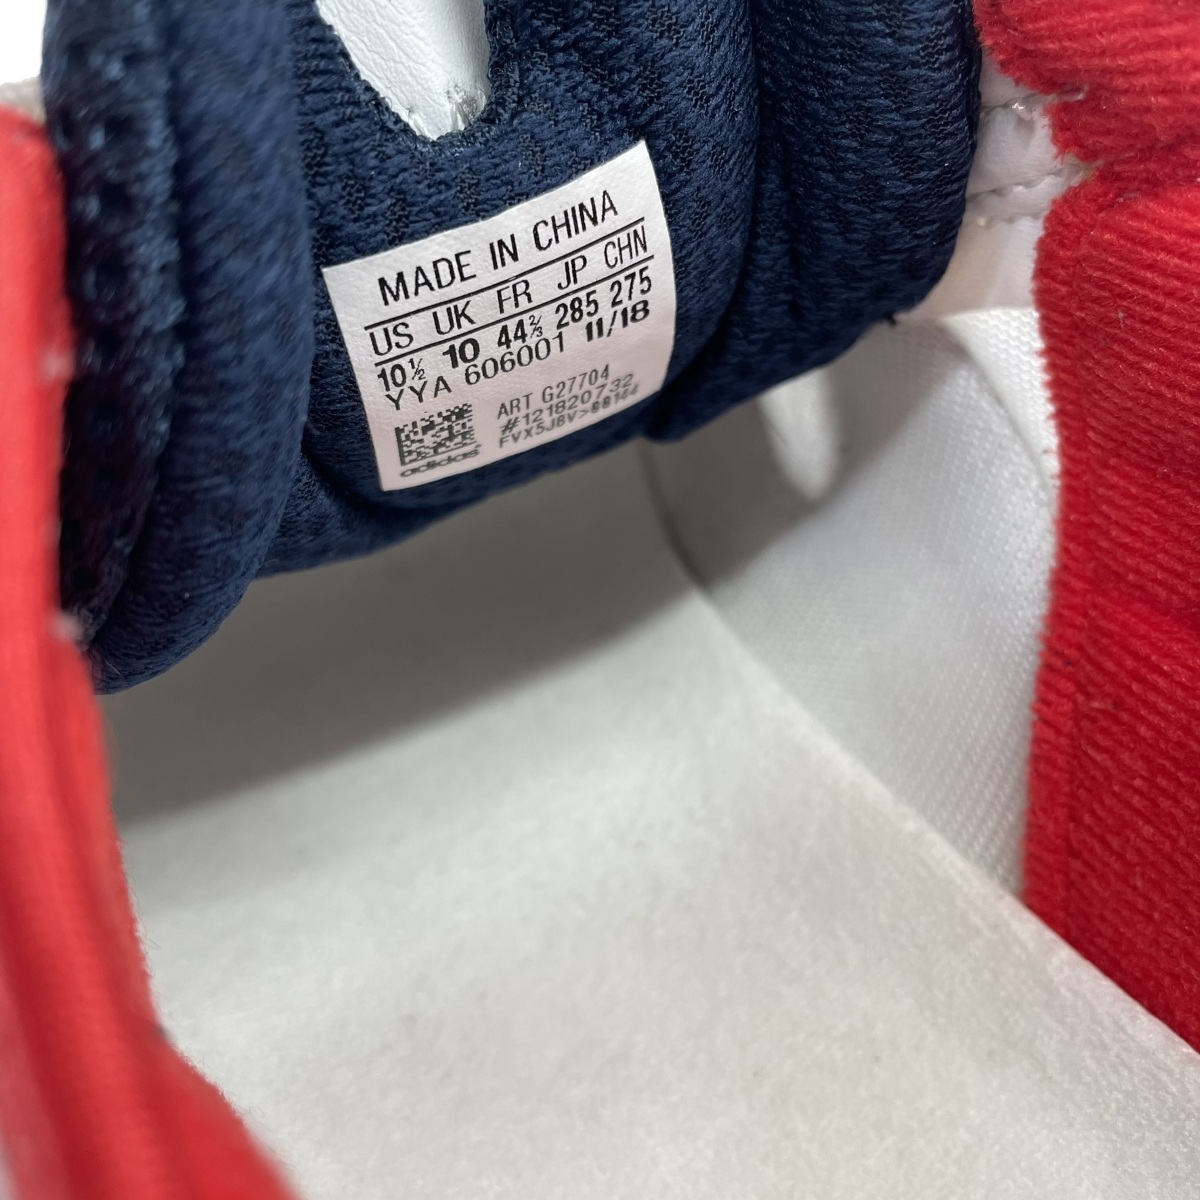 MADE IN CHINA
US UK FR JP CHN
10½ 10 44⅔ 285 275
YYA 606001 11/18
ART G27704
#121820732
adidas